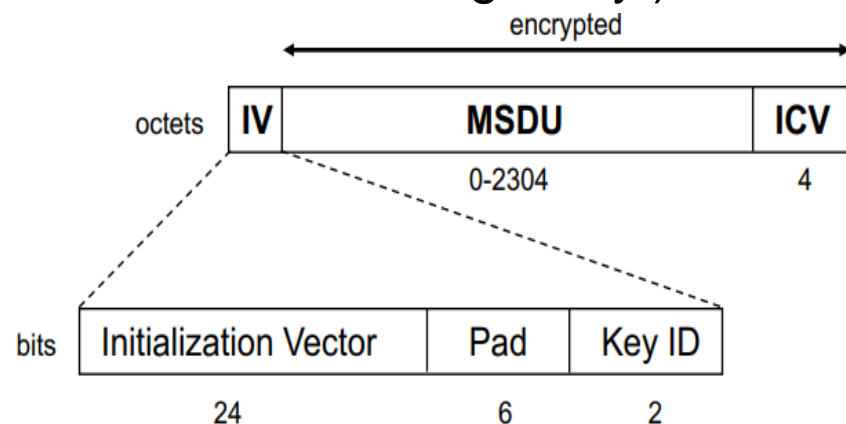 encrypted
octets IV MSDU ICV
0-2304 4
bits Initialization Vector Pad Key ID
24 6 2